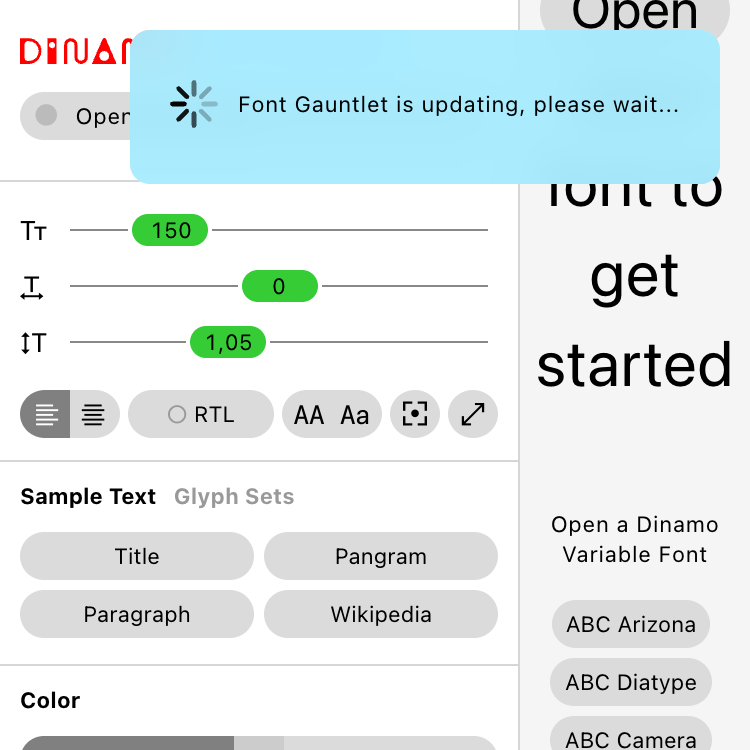 DINAM
Open
Font Gauntlet is updating, please wait...
Tт 150
T 0
T 1,05
RTL
AA Aa
Sample Text Glyph Sets
Title
Pangram
Paragraph
Wikipedia
Color
Open
font to
get
started
Open a Dinamo
Variable Font
ABC Arizona
ABC Diatype
ABC Camera